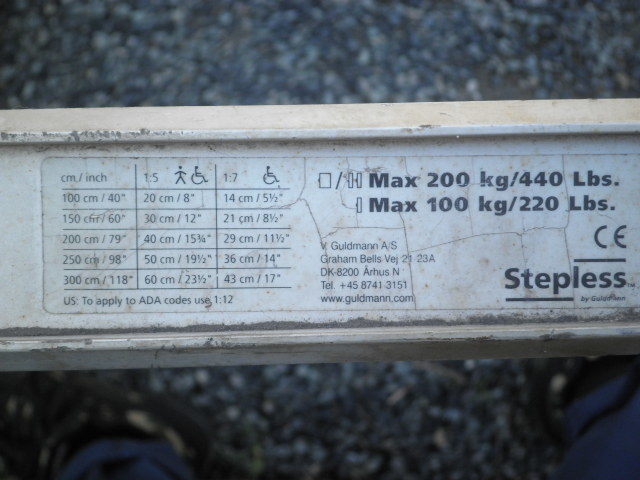 cm / inch 1:5 1:7
100 cm / 40" 20 cm / 8" 14 cm / 5½"
150 cm / 60" 30 cm / 12" 21 cm / 8½"
200 cm / 79" 40 cm / 15¾" 29 cm / 11½"
250 cm / 98" 50 cm / 19½" 36 cm / 14"
300 cm / 118" 60 cm / 23½" 43 cm / 17"
US: To apply to ADA codes use 1:12
Max 200 kg/440 Lbs.
Max 100 kg/220 Lbs.
V. Guldmann A/S
Graham Bells Vej 21-23A
DK-8200 Århus N
Tel. +45 8741 3151
www.guldmann.com
CE
Stepless™
by Guldmann